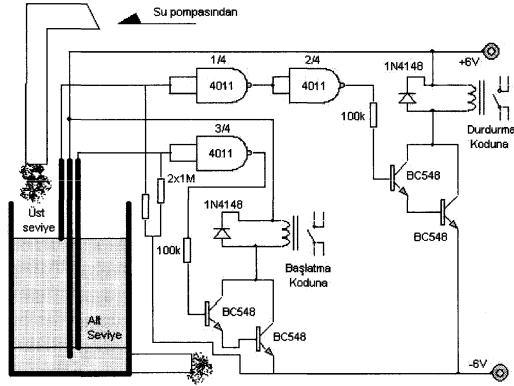 Su pompasından
+6V
1/4
2/4
4011
4011
1N4148
100k
Durdurma
Koduna
3/4
4011
BC548
2x1M
BC548
Üst
seviye
1N4148
100k
Başlatma
Koduna
BC548
Alt
Seviye
BC548
-6V